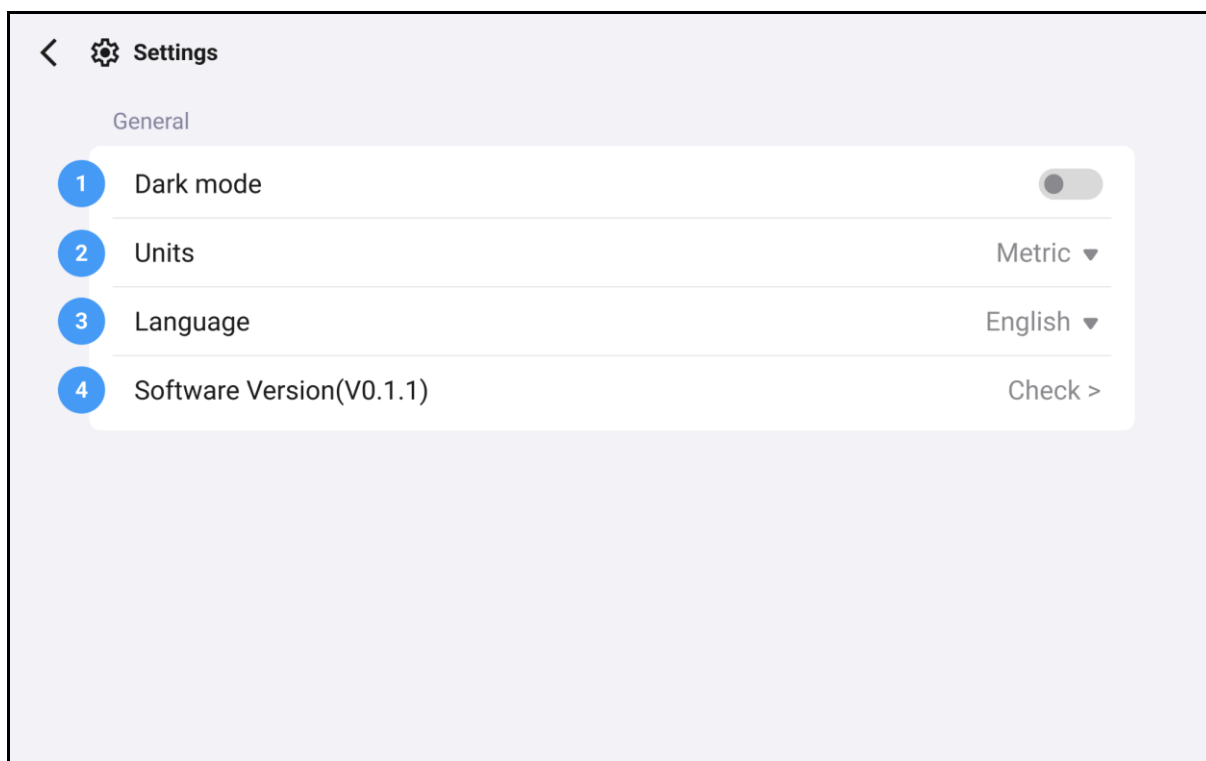 Settings
General
1 Dark mode
2 Units Metric
3 Language English
4 Software Version(V0.1.1) Check >